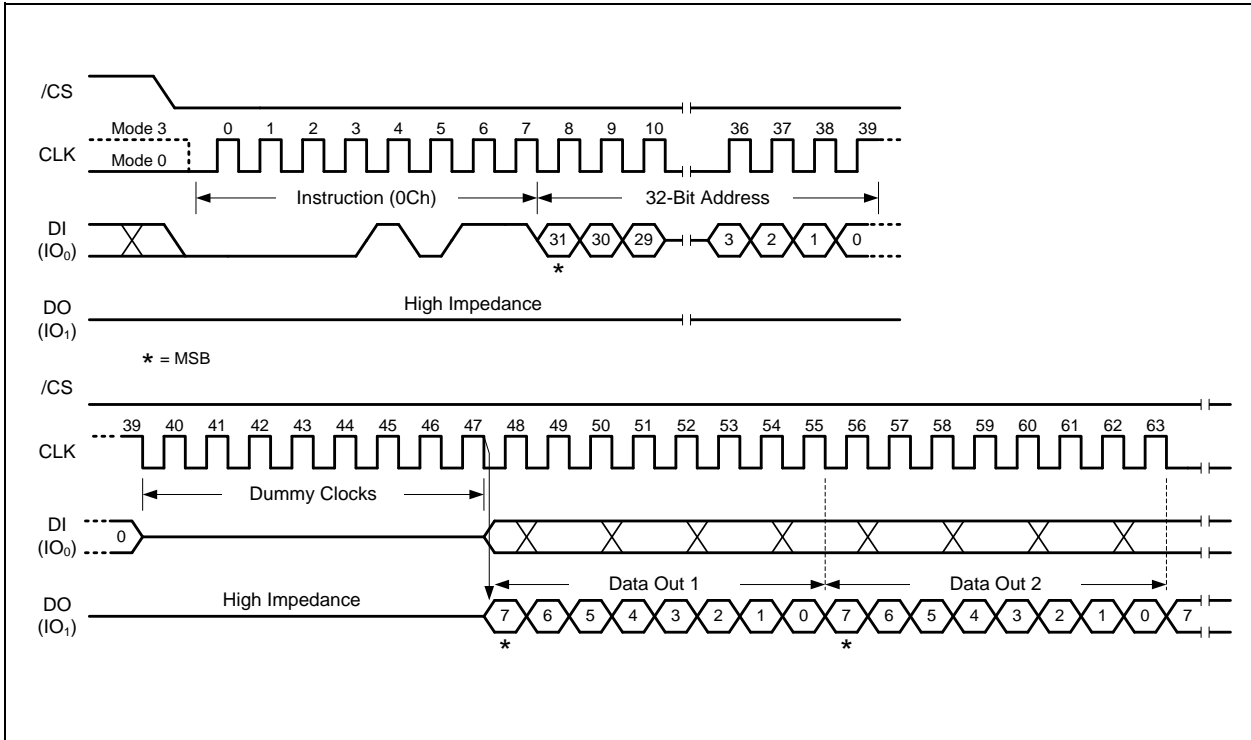 /CS
Mode 3 0 1 2 3 4 5 6 7 8 9 10 36 37 38 39
CLK
Mode 0
Instruction (0Ch) 32-Bit Address
DI
(IO₀)
31 30 29 3 2 1 0
*
High Impedance
DO
(IO₁)
* = MSB
/CS
39 40 41 42 43 44 45 46 47 48 49 50 51 52 53 54 55 56 57 58 59 60 61 62 63
CLK
Dummy Clocks
DI
(IO₀)
0
Data Out 1 Data Out 2
High Impedance
DO
(IO₁)
7 6 5 4 3 2 1 0 7 6 5 4 3 2 1 0 7
* *